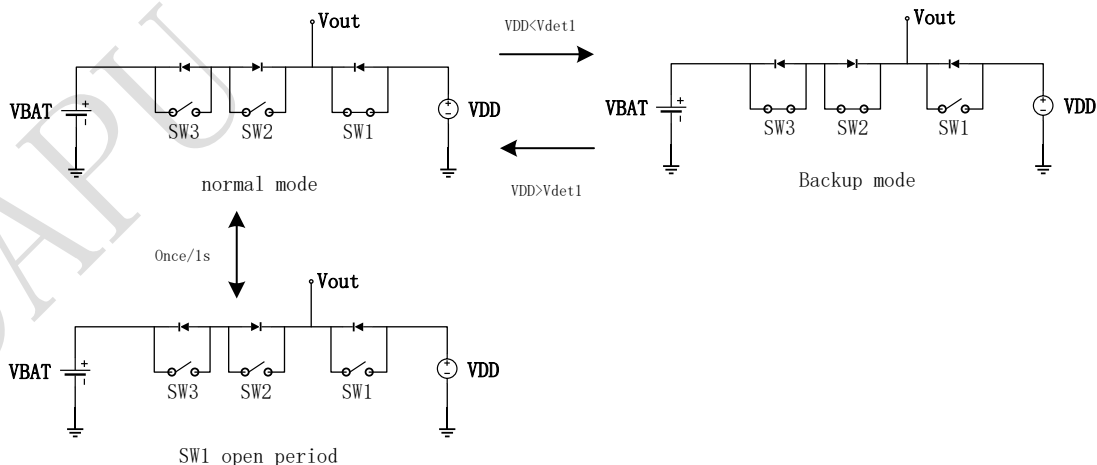 Vout
VBAT
SW3
SW2
SW1
VDD
normal mode
VDD<Vdet1
VDD>Vdet1
Vout
VBAT
SW3
SW2
SW1
VDD
Backup mode
Once/1s
Vout
VBAT
SW3
SW2
SW1
VDD
SW1 open period
DAPU